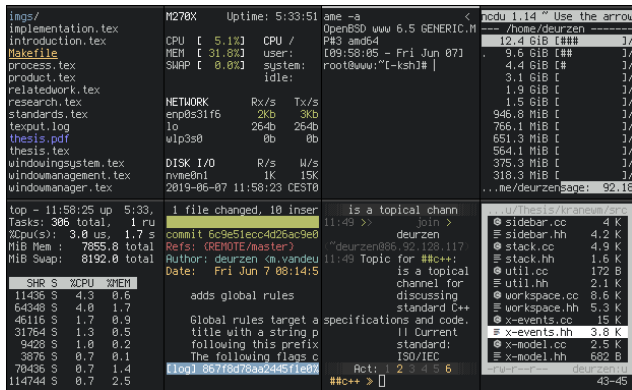 imgs/
implementation.tex
introduction.tex
Makefile
process.tex
product.tex
relatedwork.tex
research.tex
standards.tex
texput.log
thesis.pdf
thesis.tex
windowingsystem.tex
windowmanagement.tex
windowmanager.tex
M270X Uptime: 5:33:51
CPU [ 5.1%] CPU /
MEM [ 31.8%] user:
SWAP [ 0.0%] system:
idle:
NETWORK Rx/s Tx/s
enp0s31f6 2Kb 3Kb
lo 264b 264b
wlp3s0 0b 0b
DISK I/O R/s W/s
nvme0n1 1K 15K
2019-06-07 11:58:23 CEST0
ame -a <
OpenBSD www 6.5 GENERIC.M
P#3 amd64
[09:58:05 - Fri Jun 07]
root@www:~[-ksh]#
ncdu 1.14 ~ Use the arrow
--- /home/deurzen
12.4 GiB [### ]/
. 9.6 GiB [## ]/
4.4 GiB [# ]/
3.1 GiB [ ]/
1.9 GiB [ ]/
1.5 GiB [ ]/
946.8 MiB [ ]/
766.1 MiB [ ]/
651.3 MiB [ ]/
564.1 MiB [ ]/
375.3 MiB [ ]/
318.3 MiB [ ]/
...me/deurzensage: 92.18
top - 11:58:25 up 5:33,
Tasks: 306 total, 1 ru
%Cpu(s): 3.0 us, 1.7 s
MiB Mem : 7855.8 total
MiB Swap: 8192.0 total
SHR S %CPU %MEM
11436 S 4.3 0.6
64348 S 4.0 1.7
46116 S 1.7 0.9
31764 S 1.3 0.5
9428 S 1.0 0.2
3876 S 0.7 0.1
70436 S 0.7 1.4
114744 S 0.7 2.5
1 file changed, 10 inser
commit 6c9e51ecc4d26ac9e0
Refs: (REMOTE/master)
Author: deurzen <m.vandeu
Date: Fri Jun 7 08:14:5
adds global rules
Global rules target a
title with a string p
following this prefix
The following flags c
[log] 867f8d78aa2445f1e0%
is a topical chann
11:49 >> join >
deurzen
(~deurzen@86.92.128.117)
11:49 Topic for ##c++:
is a topical
channel for
discussing
standard C++
specifications and code.
|| Current
standard:
ISO/IEC
Act: 1 2 3 4 5 6
##c++ »
...u/Thesis/kranewm/src
sidebar.cc 4 K
sidebar.hh 4.2 K
stack.cc 4.9 K
stack.hh 1.6 K
util.cc 172 B
util.hh 2.1 K
workspace.cc 8.6 K
workspace.hh 5.3 K
x-events.cc 15 K
x-events.hh 3.8 K
x-model.cc 2.5 K
x-model.hh 682 B
-rw-r--r-- deurzen:u
43-45